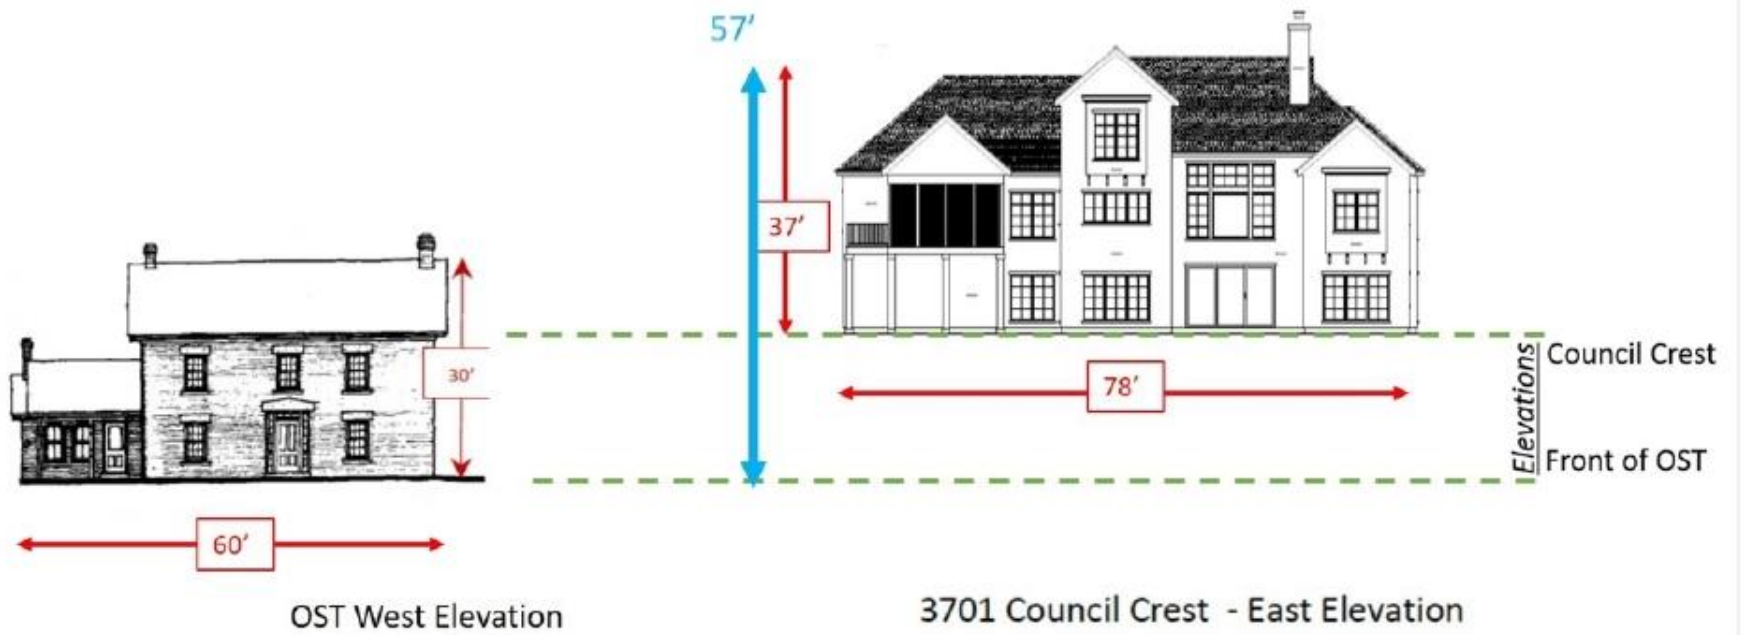 57′
37′
30′
78′
Elevations
Council Crest
Front of OST
60′
OST West Elevation
3701 Council Crest - East Elevation